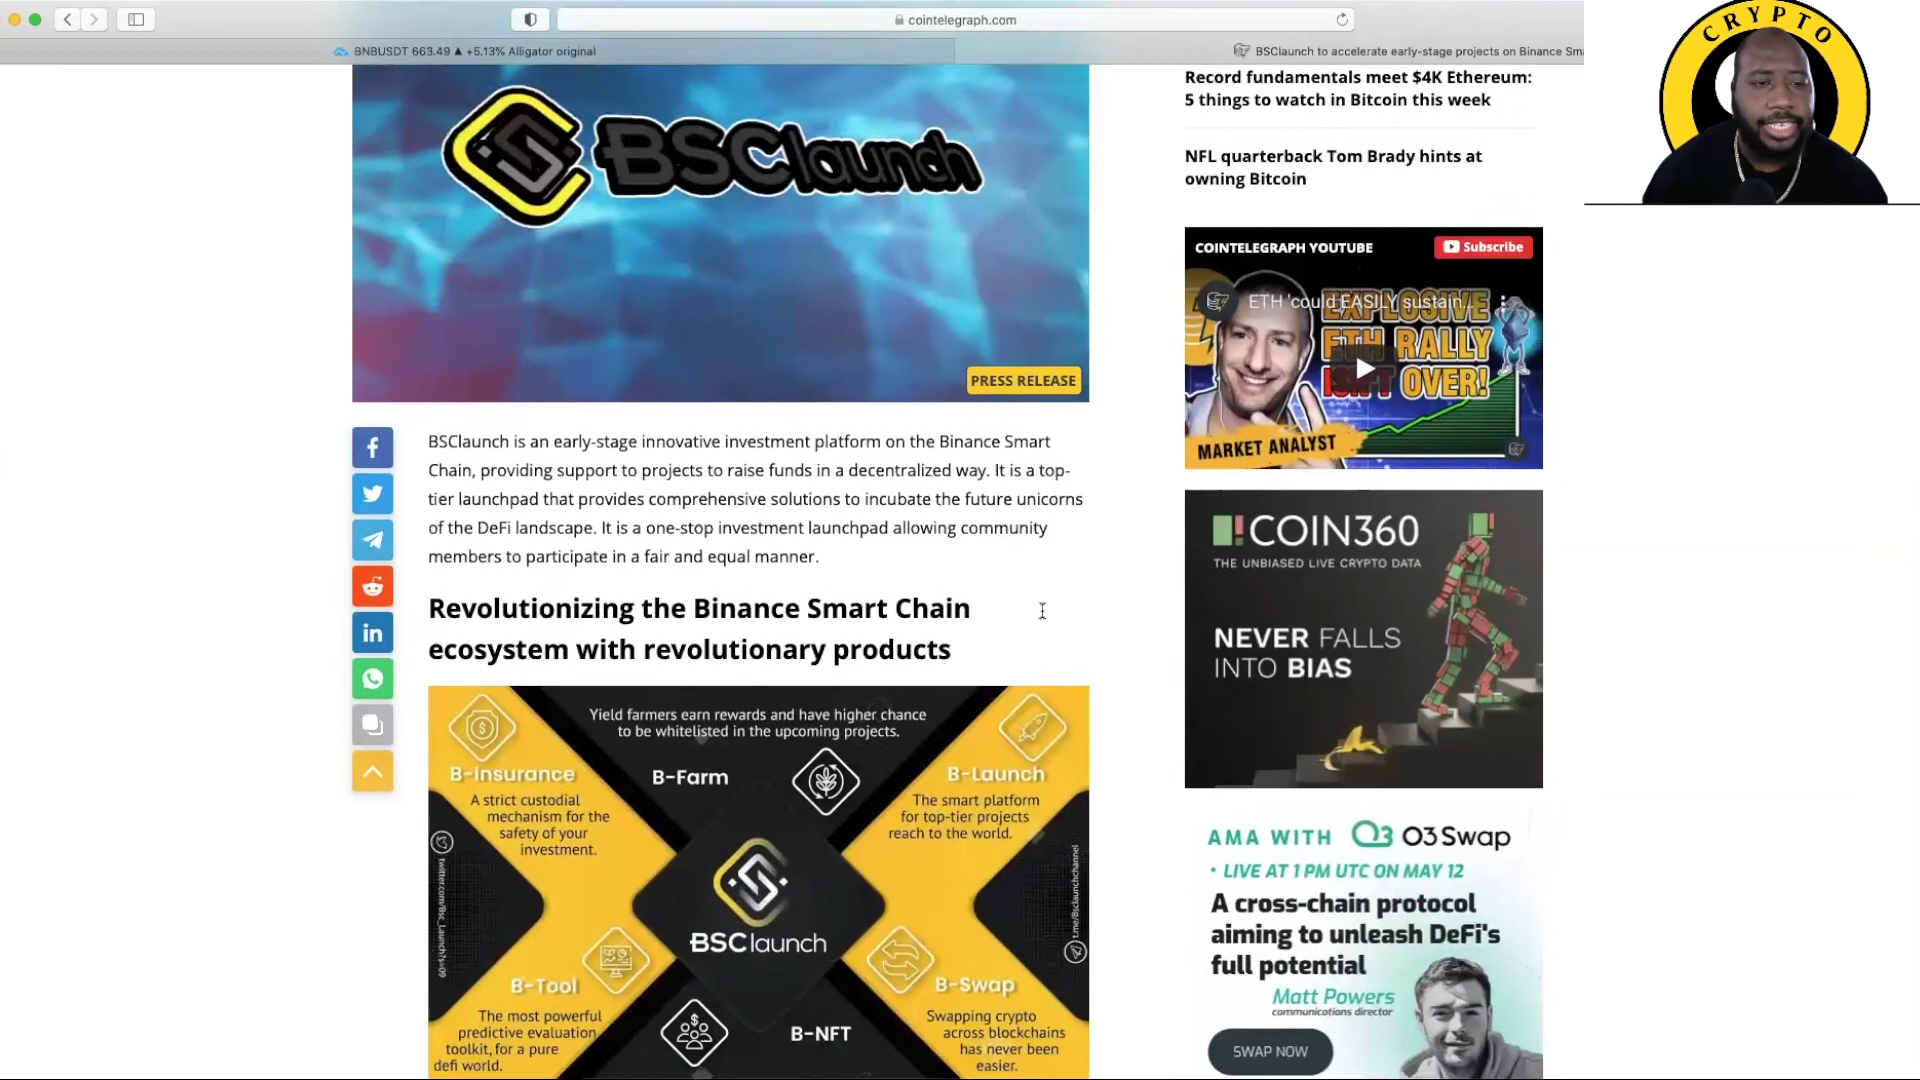 cointelegraph.com
BNBUSDT 663.49 ▲ +5.13% Alligator original
BSClaunch to accelerate early-stage projects on Binance Sma
CRYPTO
BSClaunch
PRESS RELEASE
BSClaunch is an early-stage innovative investment platform on the Binance Smart
Chain, providing support to projects to raise funds in a decentralized way. It is a top-
tier launchpad that provides comprehensive solutions to incubate the future unicorns
of the DeFi landscape. It is a one-stop investment launchpad allowing community
members to participate in a fair and equal manner.
Revolutionizing the Binance Smart Chain
ecosystem with revolutionary products
Yield farmers earn rewards and have higher chance
to be whitelisted in the upcoming projects.
B-Insurance
A strict custodial
mechanism for the
safety of your
investment.
B-Farm
B-Launch
The smart platform
for top-tier projects
reach to the world.
twitter.com/Bsc_Launch?s=09
BSClaunch
t.me/Bsclaunchchannel
B-Tool
The most powerful
predictive evaluation
toolkit, for a pure
defi world.
B-NFT
B-Swap
Swapping crypto
across blockchains
has never been
easier.
Record fundamentals meet $4K Ethereum:
5 things to watch in Bitcoin this week
NFL quarterback Tom Brady hints at
owning Bitcoin
COINTELEGRAPH YOUTUBE
Subscribe
ETH 'could EASILY sustain...
EXPLOSIVE
ETH RALLY
ISN'T OVER!
MARKET ANALYST
COIN360
THE UNBIASED LIVE CRYPTO DATA
NEVER FALLS
INTO BIAS
AMA WITH O3 Swap
• LIVE AT 1 PM UTC ON MAY 12
A cross-chain protocol
aiming to unleash DeFi's
full potential
Matt Powers
communications director
SWAP NOW